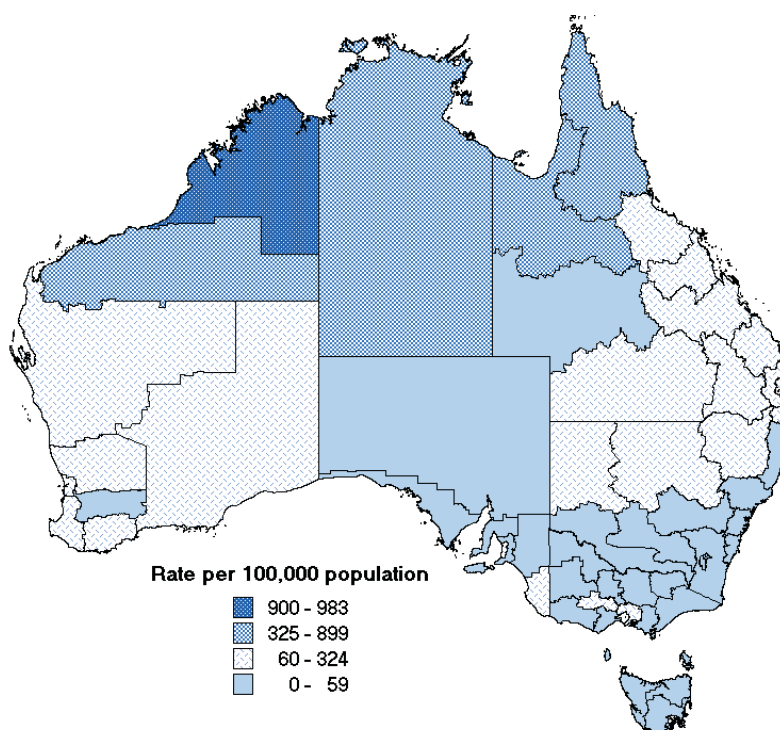 Rate per 100,000 population
900 - 983
325 - 899
60 - 324
0 - 59